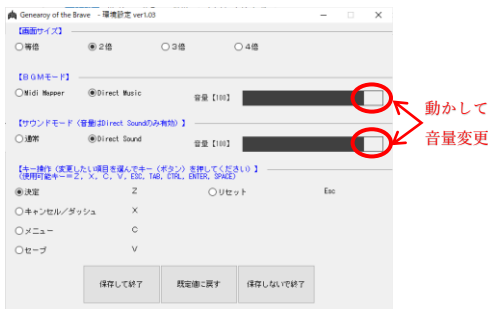 Genearoy of the Brave - 環境設定 ver1.03
【画面サイズ】
○等倍 ◉2倍 ○3倍 ○4倍
【BGMモード】
○Midi Mapper ◉Direct Music 音量【100】
動かして
音量変更
【サウンドモード(音量はDirect Soundのみ有効)】
○通常 ◉Direct Sound 音量【100】
【キー操作(変更したい項目を選んでキー(ボタン)を押してください)】
(使用可能キー=Z, X, C, V, ESC, TAB, CTRL, ENTER, SPACE)
◉決定 Z ○リセット Esc
○キャンセル/ダッシュ X
○メニュー C
○セーブ V
保存して終了 既定値に戻す 保存しないで終了